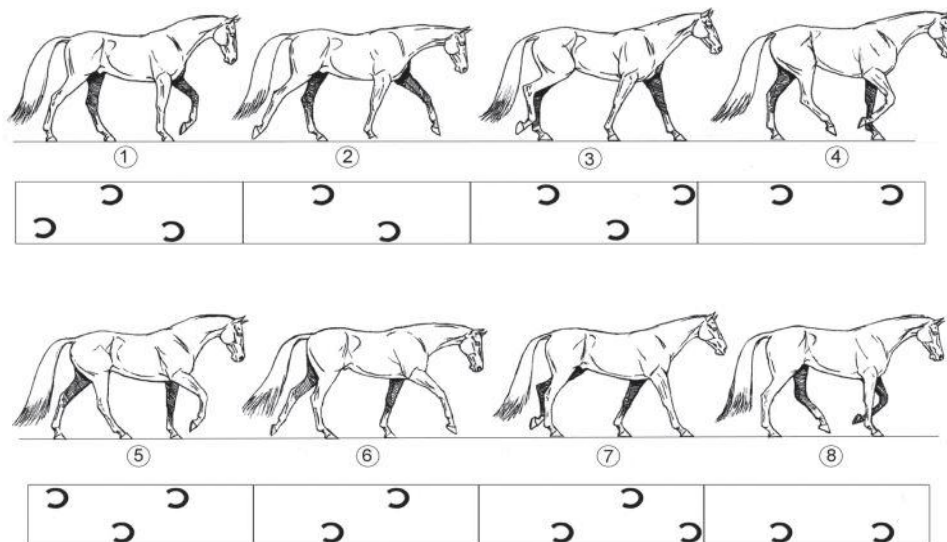 ① ② ③ ④
⑤ ⑥ ⑦ ⑧